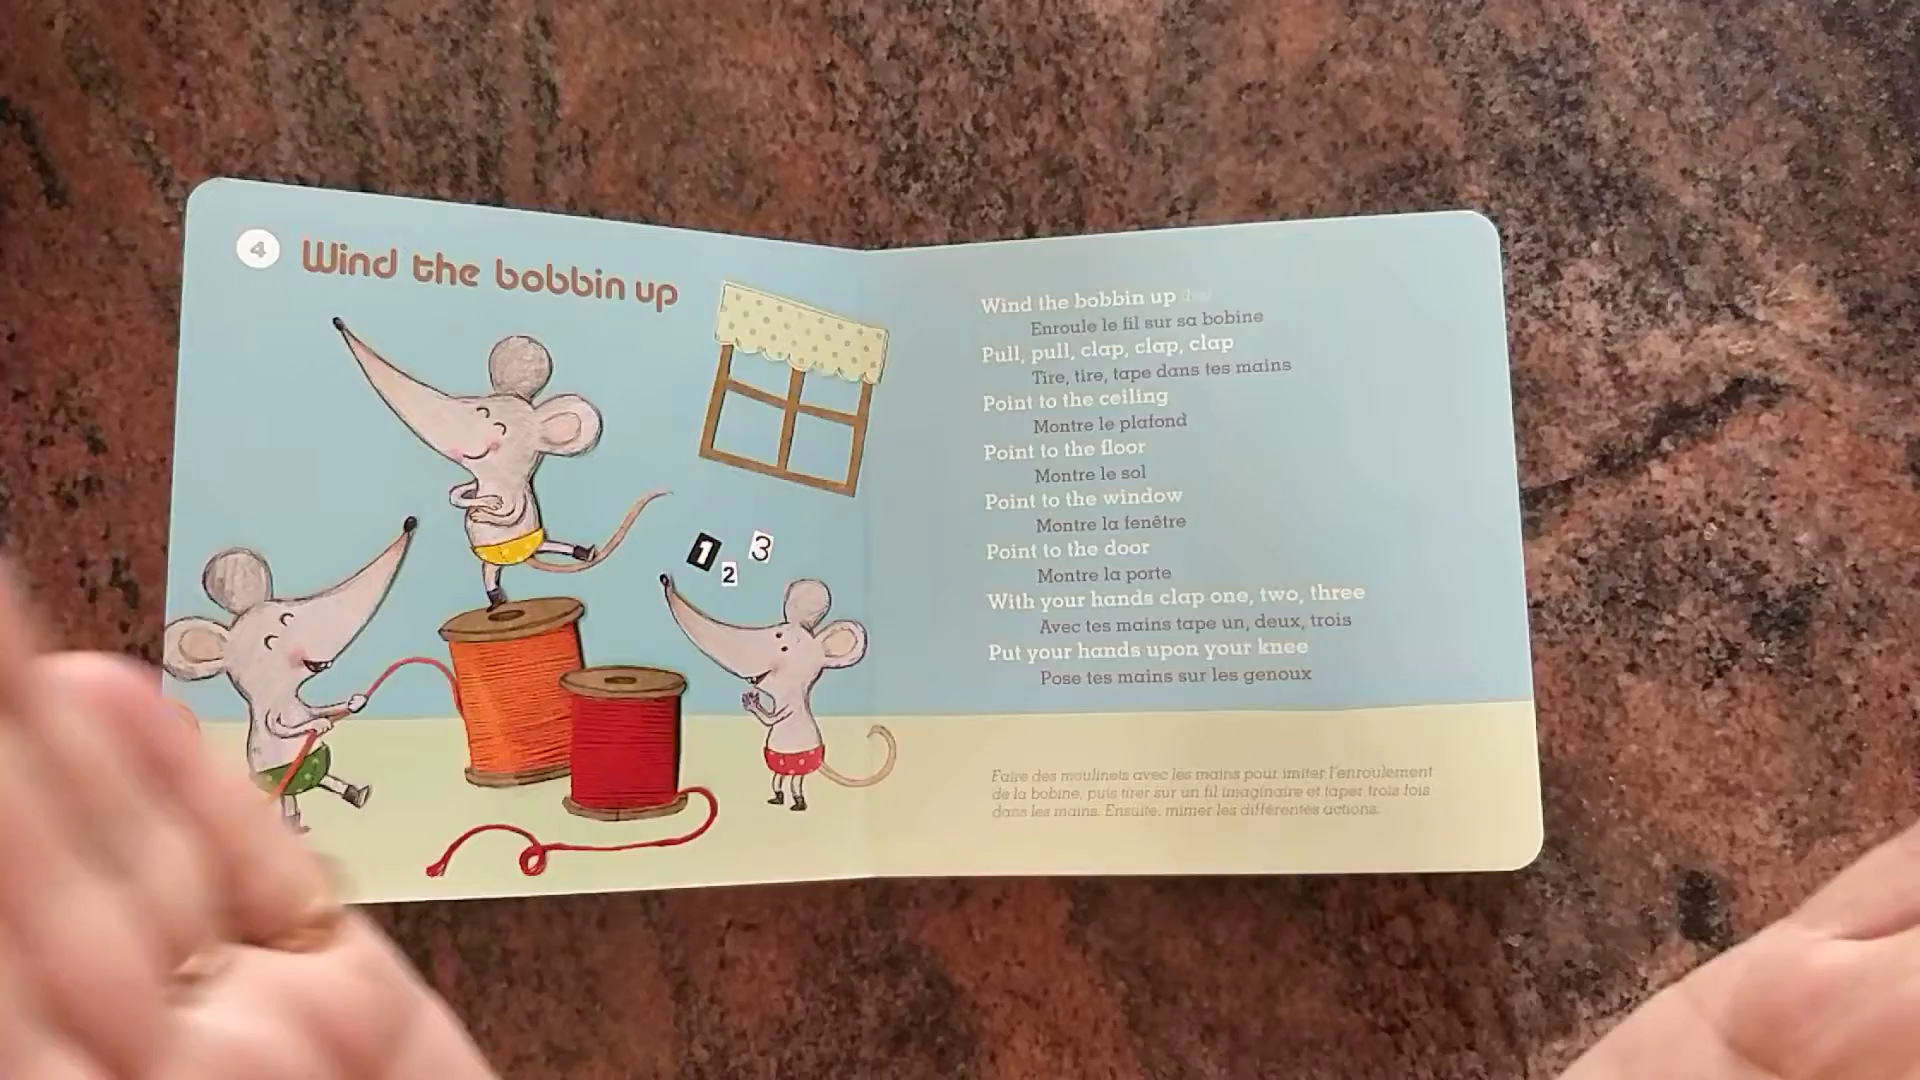 4 Wind the bobbin up
1 2 3
Wind the bobbin up (bis)
Enroule le fil sur sa bobine
Pull, pull, clap, clap, clap
Tire, tire, tape dans tes mains
Point to the ceiling
Montre le plafond
Point to the floor
Montre le sol
Point to the window
Montre la fenêtre
Point to the door
Montre la porte
With your hands clap one, two, three
Avec tes mains tape un, deux, trois
Put your hands upon your knee
Pose tes mains sur les genoux
Faire des moulinets avec les mains pour imiter l'enroulement
de la bobine, puis tirer sur un fil imaginaire et taper trois fois
dans les mains. Ensuite, mimer les différentes actions.